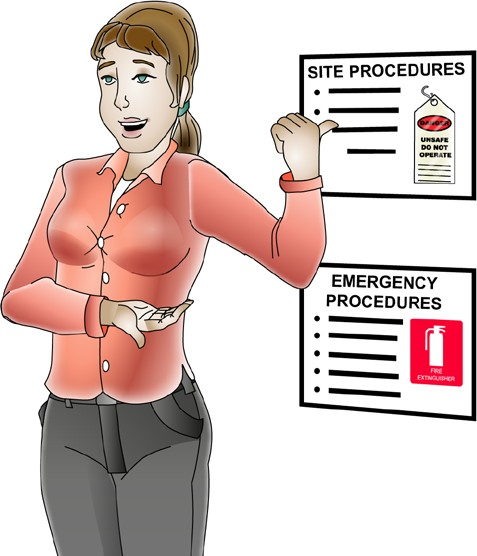 SITE PROCEDURES
DANGER
UNSAFE
DO NOT
OPERATE
EMERGENCY
PROCEDURES
FIRE
EXTINGUISHER